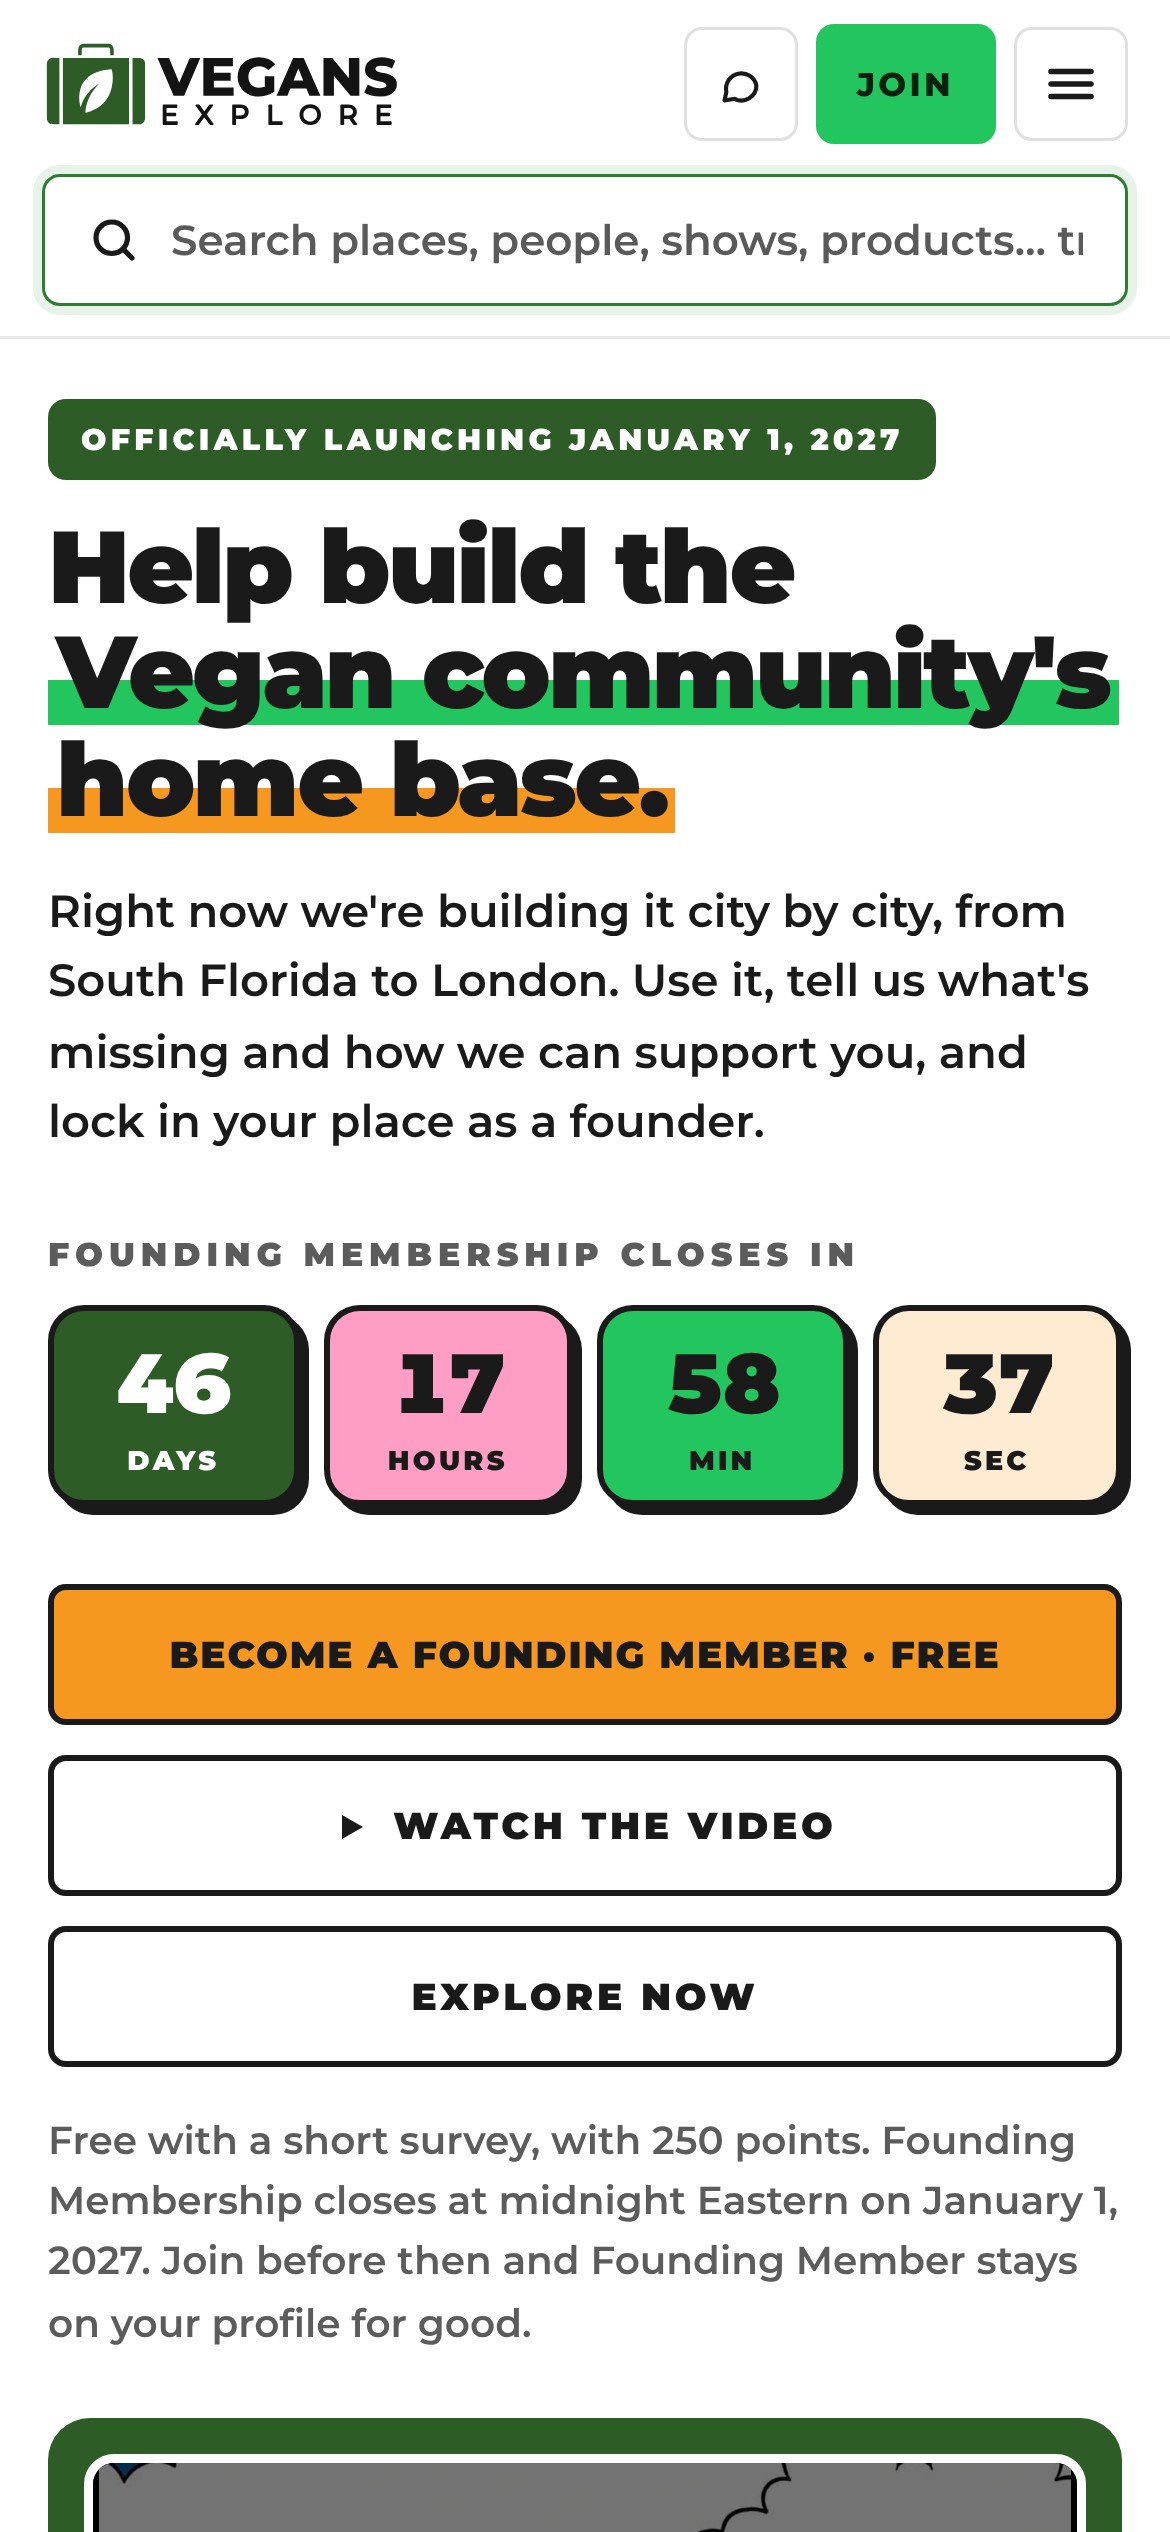 VEGANS
EXPLORE
JOIN
Search places, people, shows, products... tr
OFFICIALLY LAUNCHING JANUARY 1, 2027
Help build the
Vegan community's
home base.
Right now we're building it city by city, from
South Florida to London. Use it, tell us what's
missing and how we can support you, and
lock in your place as a founder.
FOUNDING MEMBERSHIP CLOSES IN
46 17 58 37
DAYS HOURS MIN SEC
BECOME A FOUNDING MEMBER • FREE
▶ WATCH THE VIDEO
EXPLORE NOW
Free with a short survey, with 250 points. Founding
Membership closes at midnight Eastern on January 1,
2027. Join before then and Founding Member stays
on your profile for good.